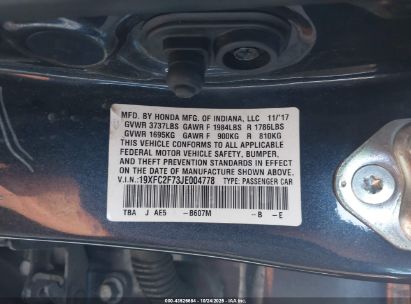 MFD. BY HONDA MFG. OF INDIANA, LLC 11/17
GVWR 3737LBS GAWR F 1984LBS R 1786LBS
GVWR 1695KG GAWR F 900KG R 810KG
THIS VEHICLE CONFORMS TO ALL APPLICABLE
FEDERAL MOTOR VEHICLE SAFETY, BUMPER,
AND THEFT PREVENTION STANDARDS IN EFFECT
ON THE DATE OF MANUFACTURE SHOWN ABOVE.
V.I.N.:19XFC2F73JE004778 TYPE: PASSENGER CAR
TBA J AE5 -B607M -B -E